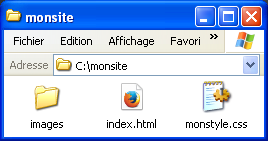 monsite
Fichier Edition Affichage Favori »
Adresse C:\monsite
images index.html monstyle.css